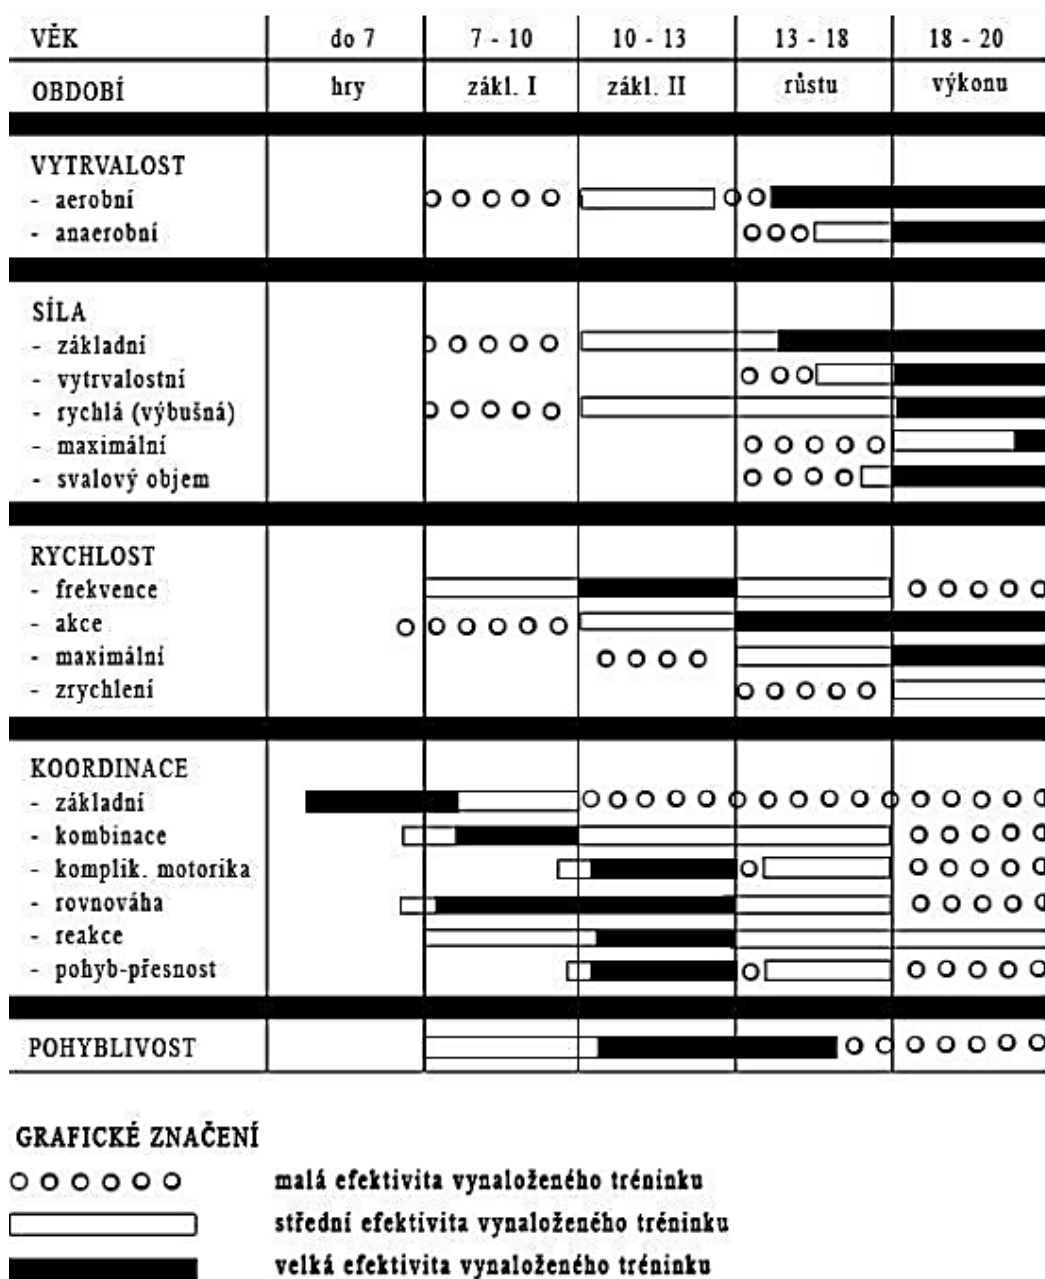 VĚK do 7 7 - 10 10 - 13 13 - 18 18 - 20
OBDOBÍ hry zákl. I zákl. II růstu výkonu
VYTRVALOST
- aerobní
- anaerobní
SÍLA
- základní
- vytrvalostní
- rychlá (výbušná)
- maximální
- svalový objem
RYCHLOST
- frekvence
- akce
- maximální
- zrychlení
KOORDINACE
- základní
- kombinace
- komplik. motorika
- rovnováha
- reakce
- pohyb-přesnost
POHYBLIVOST
GRAFICKÉ ZNAČENÍ
malá efektivita vynaloženého tréninku
střední efektivita vynaloženého tréninku
velká efektivita vynaloženého tréninku